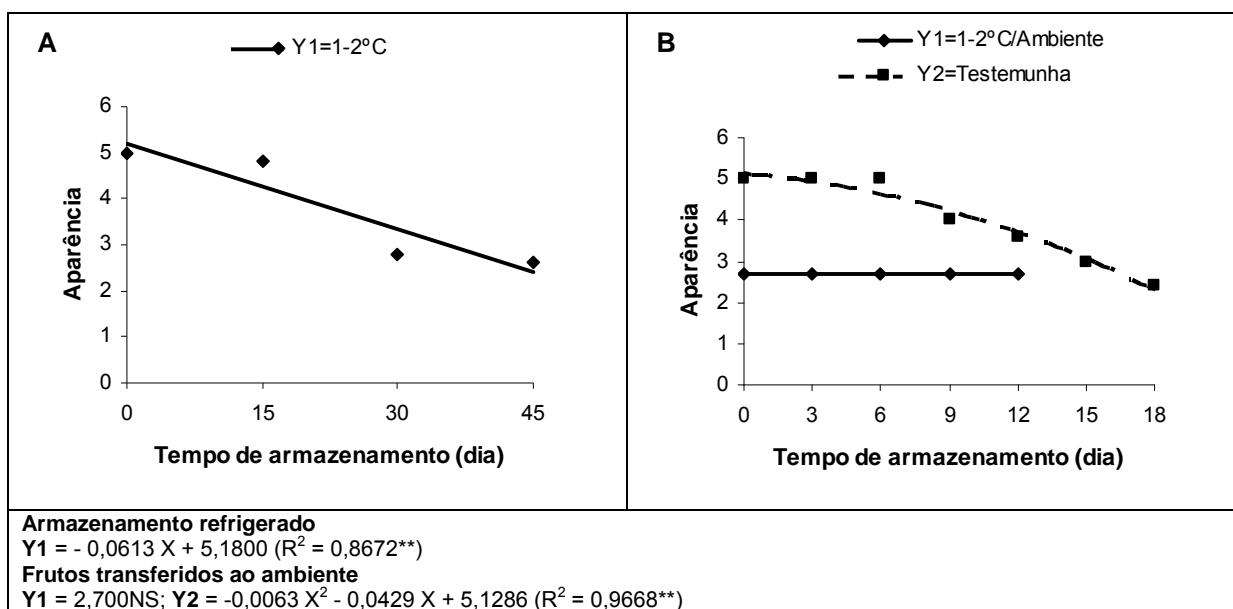 A
Y1=1-2ºC
6
5
4
3
2
1
0
0 15 30 45
Aparência
Tempo de armazenamento (dia)
B
Y1=1-2ºC/Ambiente
Y2=Testemunha
6
5
4
3
2
1
0
0 3 6 9 12 15 18
Aparência
Tempo de armazenamento (dia)
Armazenamento refrigerado
Y1 = - 0,0613 X + 5,1800 (R² = 0,8672**)
Frutos transferidos ao ambiente
Y1 = 2,700NS; Y2 = -0,0063 X² - 0,0429 X + 5,1286 (R² = 0,9668**)